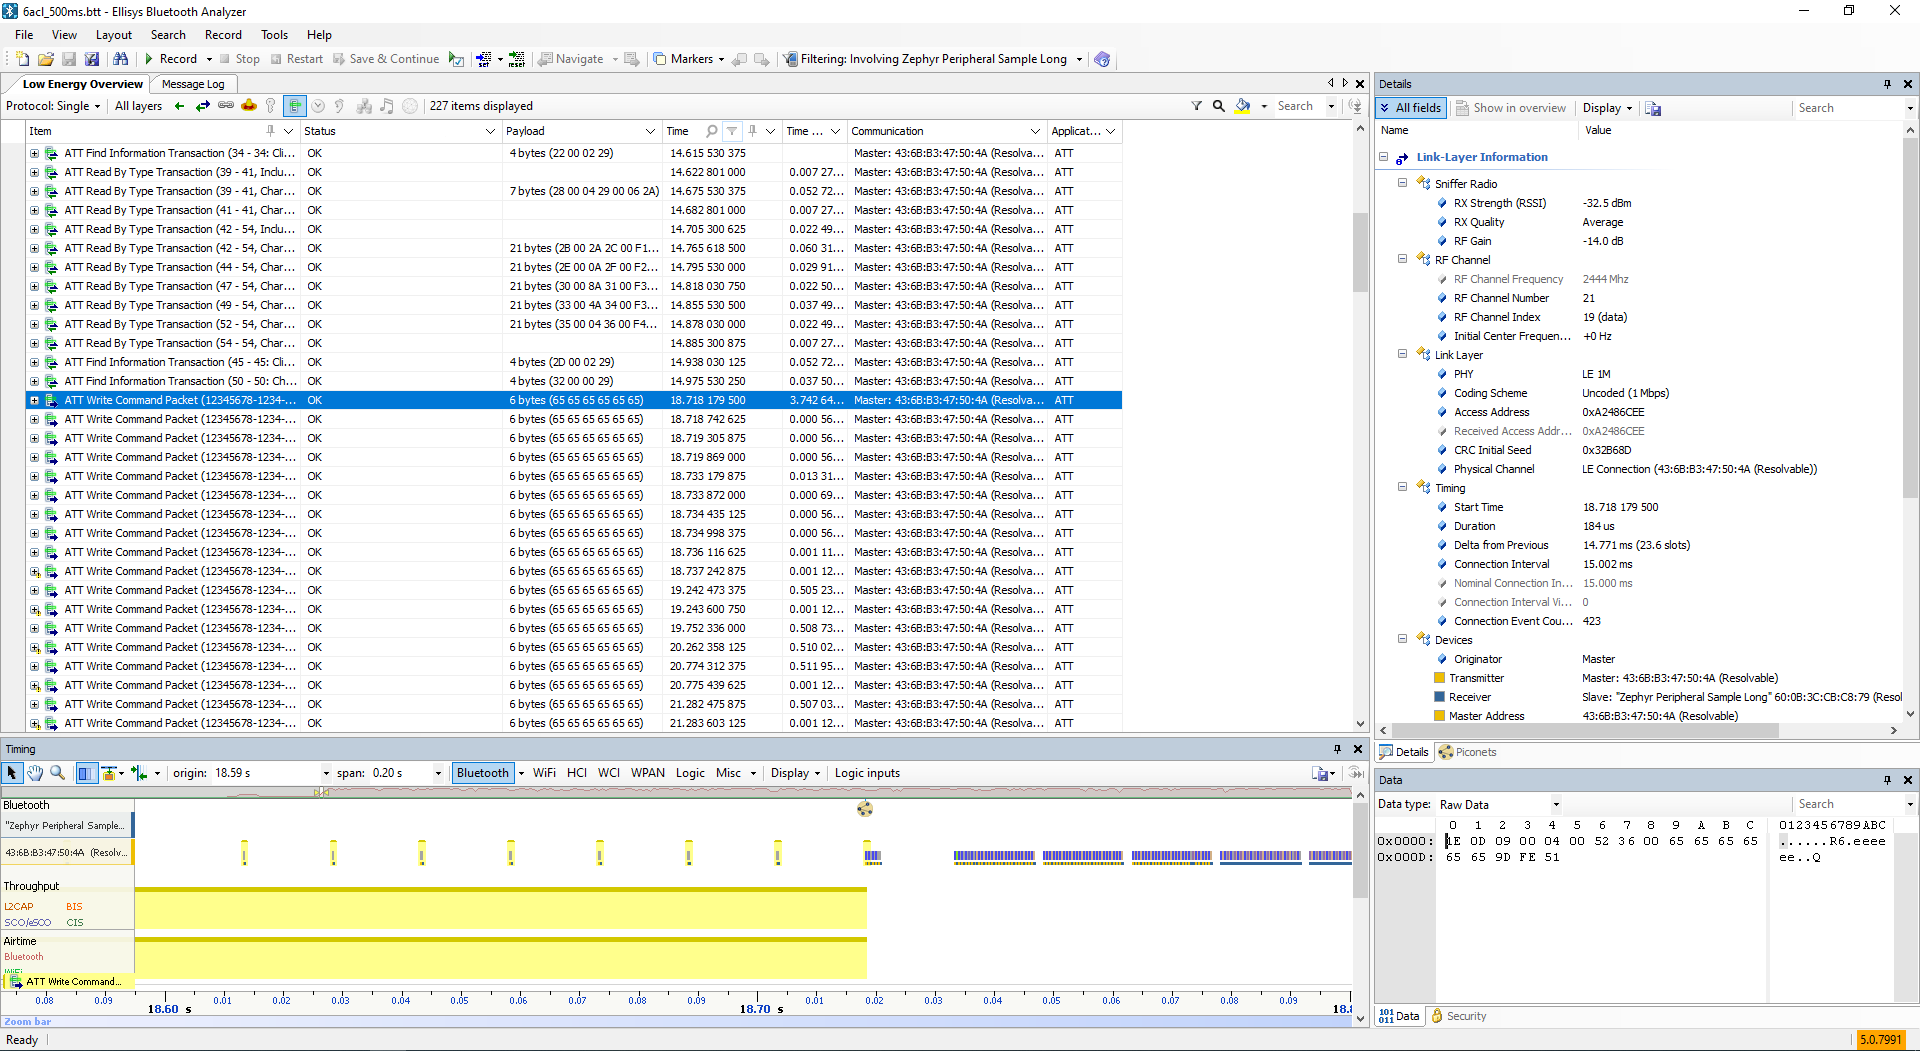 6acl_500ms.btt - Ellisys Bluetooth Analyzer
File View Layout Search Record Tools Help
Record Stop Restart Save & Continue Navigate Markers Filtering: Involving Zephyr Peripheral Sample Long
Low Energy Overview Message Log
Protocol: Single All layers 227 items displayed Search
Item Status Payload Time Time ... Communication Applicat...
ATT Find Information Transaction (34 - 34: Cli... OK 4 bytes (22 00 02 29) 14.615 530 375 Master: 43:6B:B3:47:50:4A (Resolva... ATT
ATT Read By Type Transaction (39 - 41, Inclu... OK 14.622 801 000 0.007 27... Master: 43:6B:B3:47:50:4A (Resolva... ATT
ATT Read By Type Transaction (39 - 41, Char... OK 7 bytes (28 00 04 29 00 06 2A) 14.675 530 375 0.052 72... Master: 43:6B:B3:47:50:4A (Resolva... ATT
ATT Read By Type Transaction (41 - 41, Char... OK 14.682 801 000 0.007 27... Master: 43:6B:B3:47:50:4A (Resolva... ATT
ATT Read By Type Transaction (42 - 54, Inclu... OK 14.705 300 625 0.022 49... Master: 43:6B:B3:47:50:4A (Resolva... ATT
ATT Read By Type Transaction (42 - 54, Char... OK 21 bytes (2B 00 2A 2C 00 F1... 14.765 618 500 0.060 31... Master: 43:6B:B3:47:50:4A (Resolva... ATT
ATT Read By Type Transaction (44 - 54, Char... OK 21 bytes (2E 00 0A 2F 00 F2... 14.795 530 000 0.029 91... Master: 43:6B:B3:47:50:4A (Resolva... ATT
ATT Read By Type Transaction (47 - 54, Char... OK 21 bytes (30 00 8A 31 00 F3... 14.818 030 750 0.022 50... Master: 43:6B:B3:47:50:4A (Resolva... ATT
ATT Read By Type Transaction (49 - 54, Char... OK 21 bytes (33 00 4A 34 00 F3... 14.855 530 500 0.037 49... Master: 43:6B:B3:47:50:4A (Resolva... ATT
ATT Read By Type Transaction (52 - 54, Char... OK 21 bytes (35 00 04 36 00 F4... 14.878 030 000 0.022 49... Master: 43:6B:B3:47:50:4A (Resolva... ATT
ATT Read By Type Transaction (54 - 54, Char... OK 14.885 300 875 0.007 27... Master: 43:6B:B3:47:50:4A (Resolva... ATT
ATT Find Information Transaction (45 - 45: Cli... OK 4 bytes (2D 00 02 29) 14.938 030 125 0.052 72... Master: 43:6B:B3:47:50:4A (Resolva... ATT
ATT Find Information Transaction (50 - 50: Ch... OK 4 bytes (32 00 00 29) 14.975 530 250 0.037 50... Master: 43:6B:B3:47:50:4A (Resolva... ATT
ATT Write Command Packet (12345678-1234-... OK 6 bytes (65 65 65 65 65 65) 18.718 179 500 3.742 64... Master: 43:6B:B3:47:50:4A (Resolva... ATT
ATT Write Command Packet (12345678-1234-... OK 6 bytes (65 65 65 65 65 65) 18.718 742 625 0.000 56... Master: 43:6B:B3:47:50:4A (Resolva... ATT
ATT Write Command Packet (12345678-1234-... OK 6 bytes (65 65 65 65 65 65) 18.719 305 875 0.000 56... Master: 43:6B:B3:47:50:4A (Resolva... ATT
ATT Write Command Packet (12345678-1234-... OK 6 bytes (65 65 65 65 65 65) 18.719 869 000 0.000 56... Master: 43:6B:B3:47:50:4A (Resolva... ATT
ATT Write Command Packet (12345678-1234-... OK 6 bytes (65 65 65 65 65 65) 18.733 179 875 0.013 31... Master: 43:6B:B3:47:50:4A (Resolva... ATT
ATT Write Command Packet (12345678-1234-... OK 6 bytes (65 65 65 65 65 65) 18.733 872 000 0.000 69... Master: 43:6B:B3:47:50:4A (Resolva... ATT
ATT Write Command Packet (12345678-1234-... OK 6 bytes (65 65 65 65 65 65) 18.734 435 125 0.000 56... Master: 43:6B:B3:47:50:4A (Resolva... ATT
ATT Write Command Packet (12345678-1234-... OK 6 bytes (65 65 65 65 65 65) 18.734 998 375 0.000 56... Master: 43:6B:B3:47:50:4A (Resolva... ATT
ATT Write Command Packet (12345678-1234-... OK 6 bytes (65 65 65 65 65 65) 18.736 116 625 0.001 11... Master: 43:6B:B3:47:50:4A (Resolva... ATT
ATT Write Command Packet (12345678-1234-... OK 6 bytes (65 65 65 65 65 65) 18.737 242 875 0.001 12... Master: 43:6B:B3:47:50:4A (Resolva... ATT
ATT Write Command Packet (12345678-1234-... OK 6 bytes (65 65 65 65 65 65) 19.242 473 375 0.505 23... Master: 43:6B:B3:47:50:4A (Resolva... ATT
ATT Write Command Packet (12345678-1234-... OK 6 bytes (65 65 65 65 65 65) 19.243 600 750 0.001 12... Master: 43:6B:B3:47:50:4A (Resolva... ATT
ATT Write Command Packet (12345678-1234-... OK 6 bytes (65 65 65 65 65 65) 19.752 336 000 0.508 73... Master: 43:6B:B3:47:50:4A (Resolva... ATT
ATT Write Command Packet (12345678-1234-... OK 6 bytes (65 65 65 65 65 65) 20.262 358 125 0.510 02... Master: 43:6B:B3:47:50:4A (Resolva... ATT
ATT Write Command Packet (12345678-1234-... OK 6 bytes (65 65 65 65 65 65) 20.774 312 375 0.511 95... Master: 43:6B:B3:47:50:4A (Resolva... ATT
ATT Write Command Packet (12345678-1234-... OK 6 bytes (65 65 65 65 65 65) 20.775 439 625 0.001 12... Master: 43:6B:B3:47:50:4A (Resolva... ATT
ATT Write Command Packet (12345678-1234-... OK 6 bytes (65 65 65 65 65 65) 21.282 475 875 0.507 03... Master: 43:6B:B3:47:50:4A (Resolva... ATT
ATT Write Command Packet (12345678-1234-... OK 6 bytes (65 65 65 65 65 65) 21.283 603 125 0.001 12... Master: 43:6B:B3:47:50:4A (Resolva... ATT
Timing
origin: 18.59 s span: 0.20 s Bluetooth WiFi HCI WCI WPAN Logic Misc Display Logic inputs
Bluetooth
"Zephyr Peripheral Sample...
43:6B:B3:47:50:4A (Resolv...
Throughput
L2CAP BIS
SCO/eSCO CIS
Airtime
Bluetooth
WiFi
ATT Write Command...
0.08 0.09 0.01 0.02 0.03 0.04 0.05 0.06 0.07 0.08 0.09 0.01 0.02 0.03 0.04 0.05 0.06 0.07 0.08 0.09
18.60 s 18.70 s 18.8
Zoom bar
Ready
Details
All fields Show in overview Display Search
Name Value
Link-Layer Information
Sniffer Radio
RX Strength (RSSI) -32.5 dBm
RX Quality Average
RF Gain -14.0 dB
RF Channel
RF Channel Frequency 2444 Mhz
RF Channel Number 21
RF Channel Index 19 (data)
Initial Center Frequen... +0 Hz
Link Layer
PHY LE 1M
Coding Scheme Uncoded (1 Mbps)
Access Address 0xA2486CEE
Received Access Addr... 0xA2486CEE
CRC Initial Seed 0x32B68D
Physical Channel LE Connection (43:6B:B3:47:50:4A (Resolvable))
Timing
Start Time 18.718 179 500
Duration 184 us
Delta from Previous 14.771 ms (23.6 slots)
Connection Interval 15.002 ms
Nominal Connection In... 15.000 ms
Connection Interval Vi... 0
Connection Event Cou... 423
Devices
Originator Master
Transmitter Master: 43:6B:B3:47:50:4A (Resolvable)
Receiver Slave: "Zephyr Peripheral Sample Long" 60:0B:3C:CB:C8:79 (Resol
Master Address 43:6B:B3:47:50:4A (Resolvable)
Details Piconets
Data
Data type: Raw Data Search
0 1 2 3 4 5 6 7 8 9 A B C 0123456789ABC
0x0000: 1E 0D 09 00 04 00 52 36 00 65 65 65 65 ......R6.eeee
0x000D: 65 65 9D FE 51 ee..Q
Data Security
5.0.7991